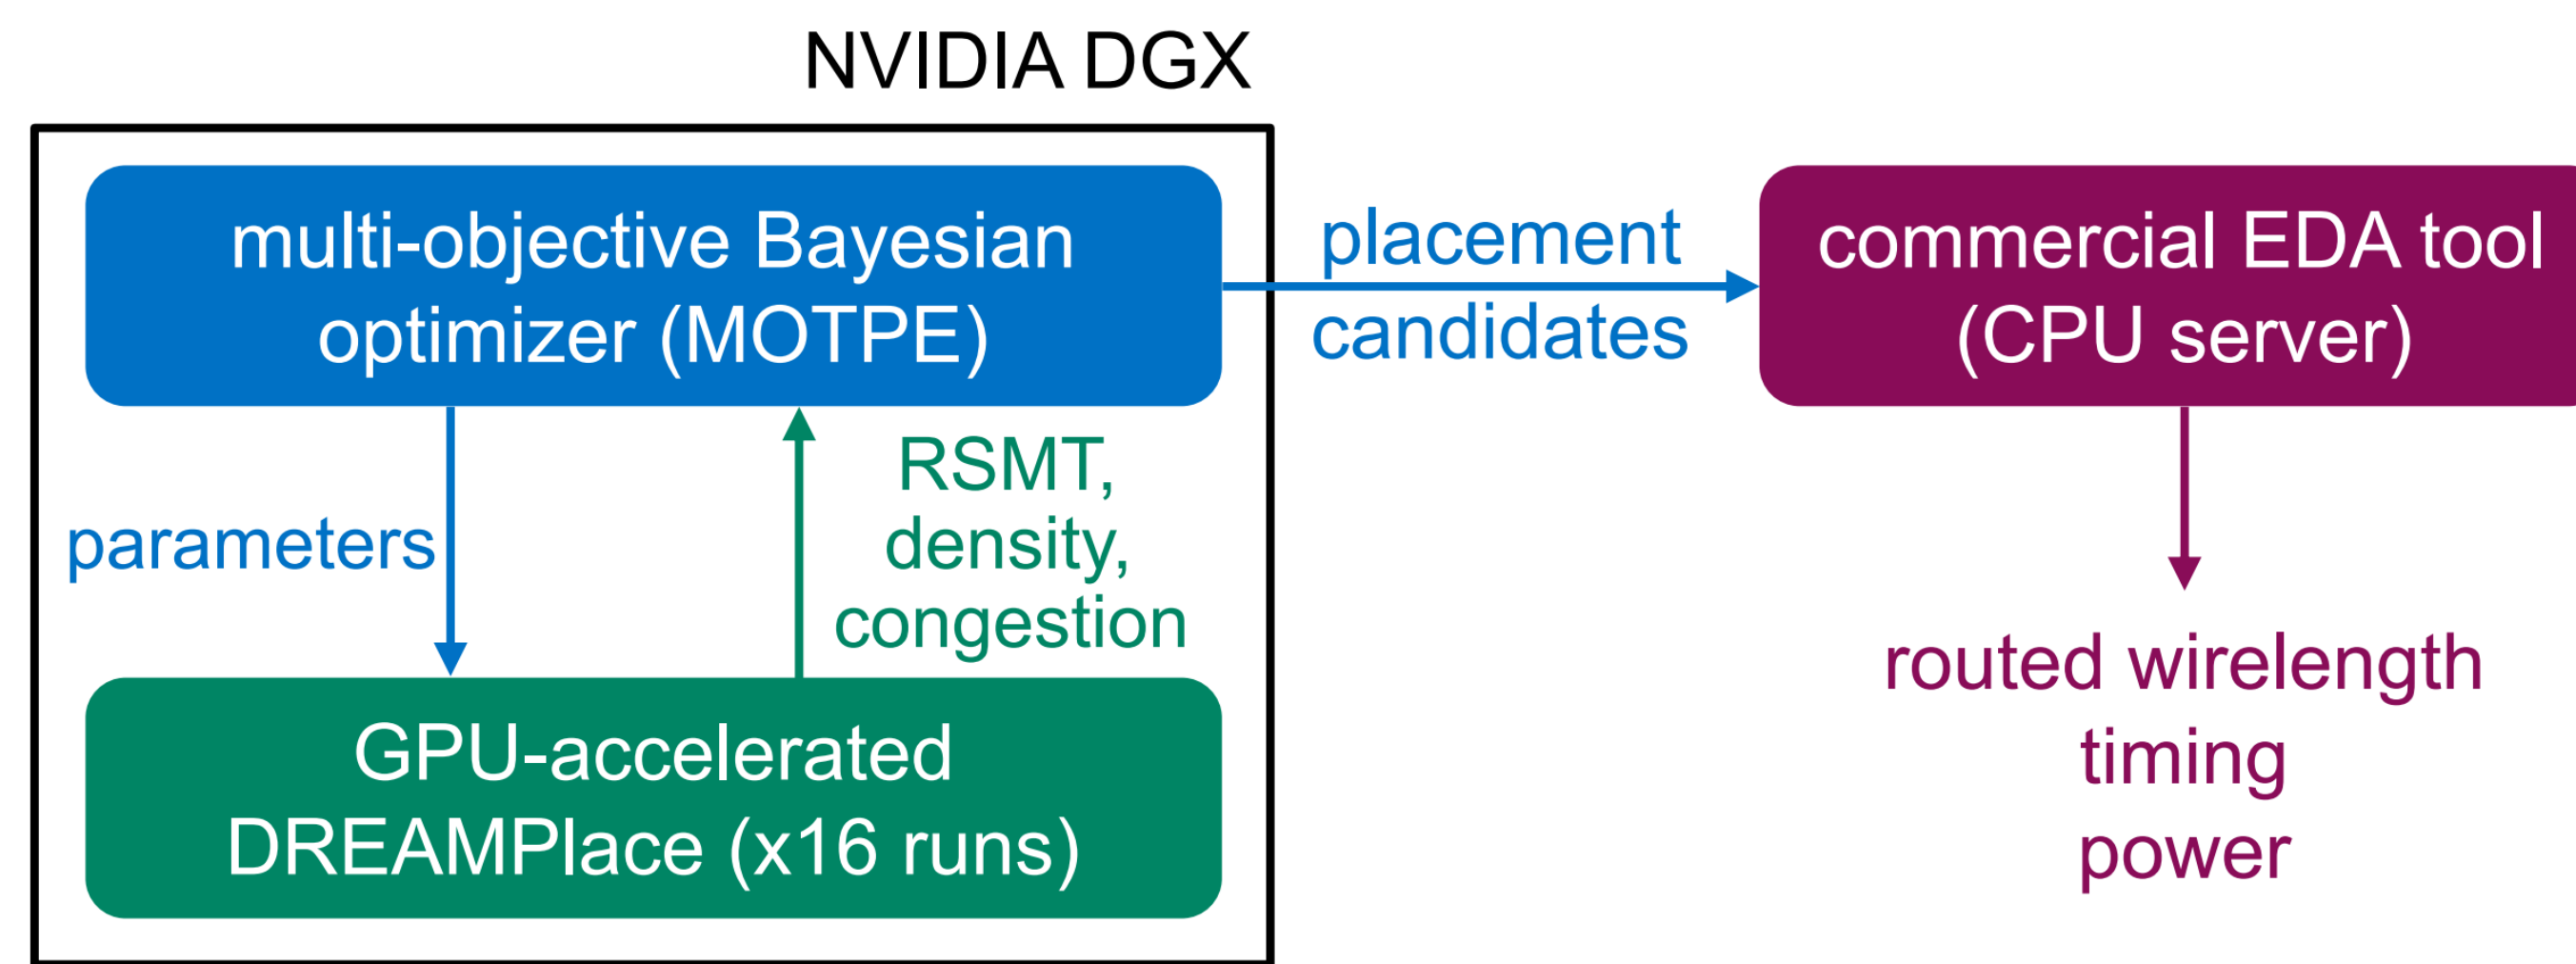 NVIDIA DGX
multi-objective Bayesian
optimizer (MOTPE)
placement
candidates
commercial EDA tool
(CPU server)
parameters
RSMT,
density,
congestion
GPU-accelerated
DREAMPlace (x16 runs)
routed wirelength
timing
power